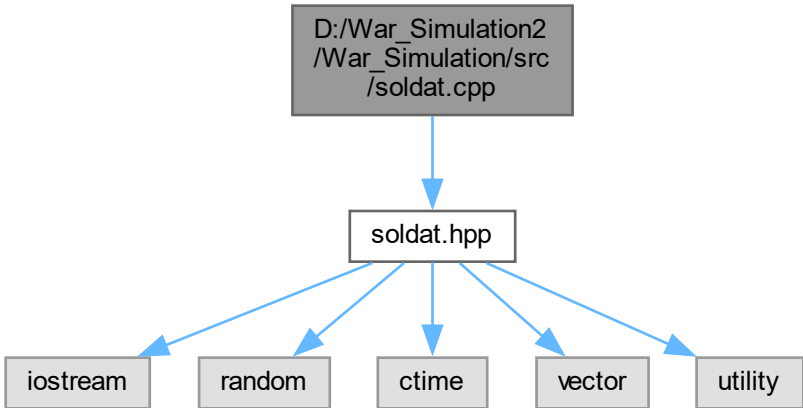 D:/War_Simulation2
/War_Simulation/src
/soldat.cpp
soldat.hpp
iostream
random
ctime
vector
utility